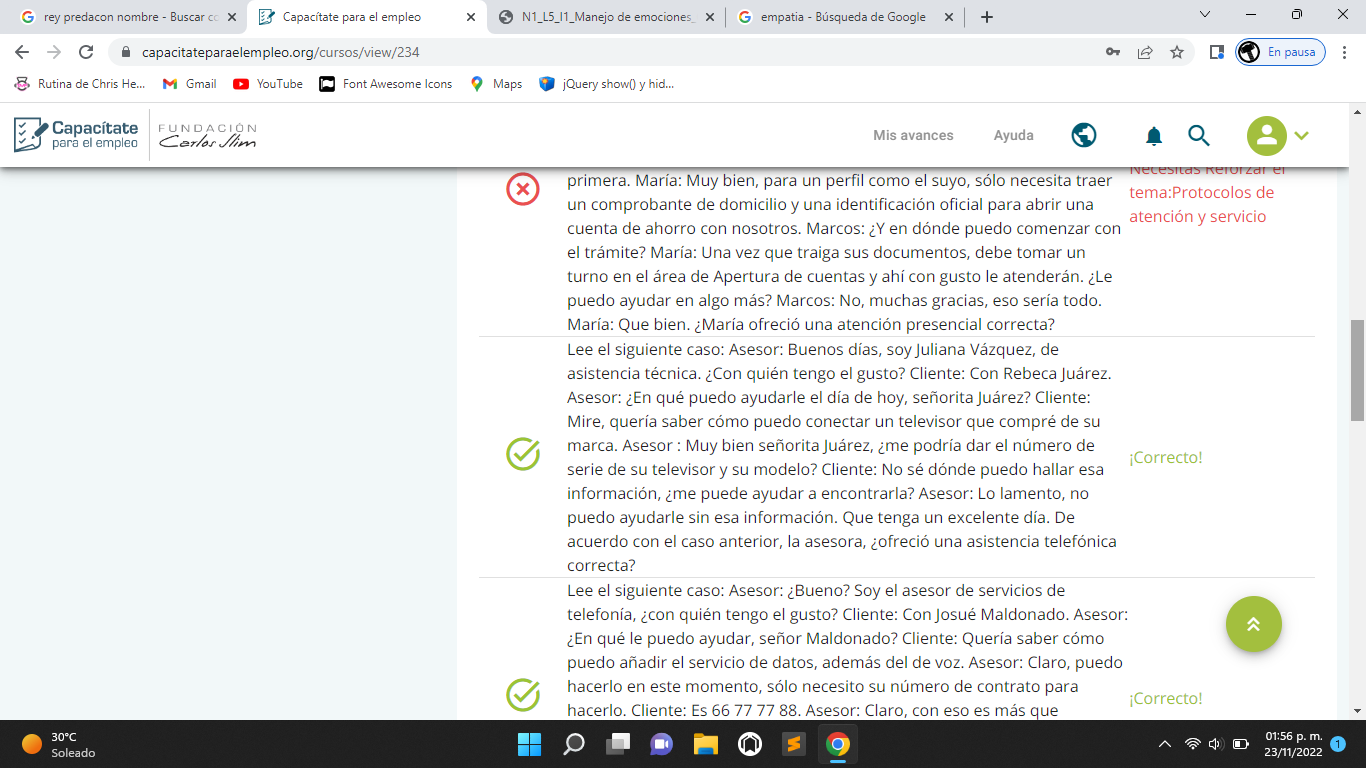 rey predacon nombre - Buscar co
Capacítate para el empleo
N1_L5_I1_Manejo de emociones_
empatia - Búsqueda de Google
capacitateparaelempleo.org/cursos/view/234
En pausa
Rutina de Chris He...
Gmail
YouTube
Font Awesome Icons
Maps
jQuery show() y hid...
Capacítate
para el empleo
FUNDACIÓN
Carlos Slim
Mis avances
Ayuda
Necesitas Reforzar el
tema:Protocolos de
atención y servicio
primera. María: Muy bien, para un perfil como el suyo, sólo necesita traer
un comprobante de domicilio y una identificación oficial para abrir una
cuenta de ahorro con nosotros. Marcos: ¿Y en dónde puedo comenzar con
el trámite? María: Una vez que traiga sus documentos, debe tomar un
turno en el área de Apertura de cuentas y ahí con gusto le atenderán. ¿Le
puedo ayudar en algo más? Marcos: No, muchas gracias, eso sería todo.
María: Que bien. ¿María ofreció una atención presencial correcta?
Lee el siguiente caso: Asesor: Buenos días, soy Juliana Vázquez, de
asistencia técnica. ¿Con quién tengo el gusto? Cliente: Con Rebeca Juárez.
Asesor: ¿En qué puedo ayudarle el día de hoy, señorita Juárez? Cliente:
Mire, quería saber cómo puedo conectar un televisor que compré de su
marca. Asesor : Muy bien señorita Juárez, ¿me podría dar el número de
serie de su televisor y su modelo? Cliente: No sé dónde puedo hallar esa
información, ¿me puede ayudar a encontrarla? Asesor: Lo lamento, no
puedo ayudarle sin esa información. Que tenga un excelente día. De
acuerdo con el caso anterior, la asesora, ¿ofreció una asistencia telefónica
correcta?
¡Correcto!
Lee el siguiente caso: Asesor: ¿Bueno? Soy el asesor de servicios de
telefonía, ¿con quién tengo el gusto? Cliente: Con Josué Maldonado. Asesor:
¿En qué le puedo ayudar, señor Maldonado? Cliente: Quería saber cómo
puedo añadir el servicio de datos, además del de voz. Asesor: Claro, puedo
hacerlo en este momento, sólo necesito su número de contrato para
hacerlo. Cliente: Es 66 77 77 88. Asesor: Claro, con eso es más que
¡Correcto!
30°C
Soleado
01:56 p. m.
23/11/2022
1